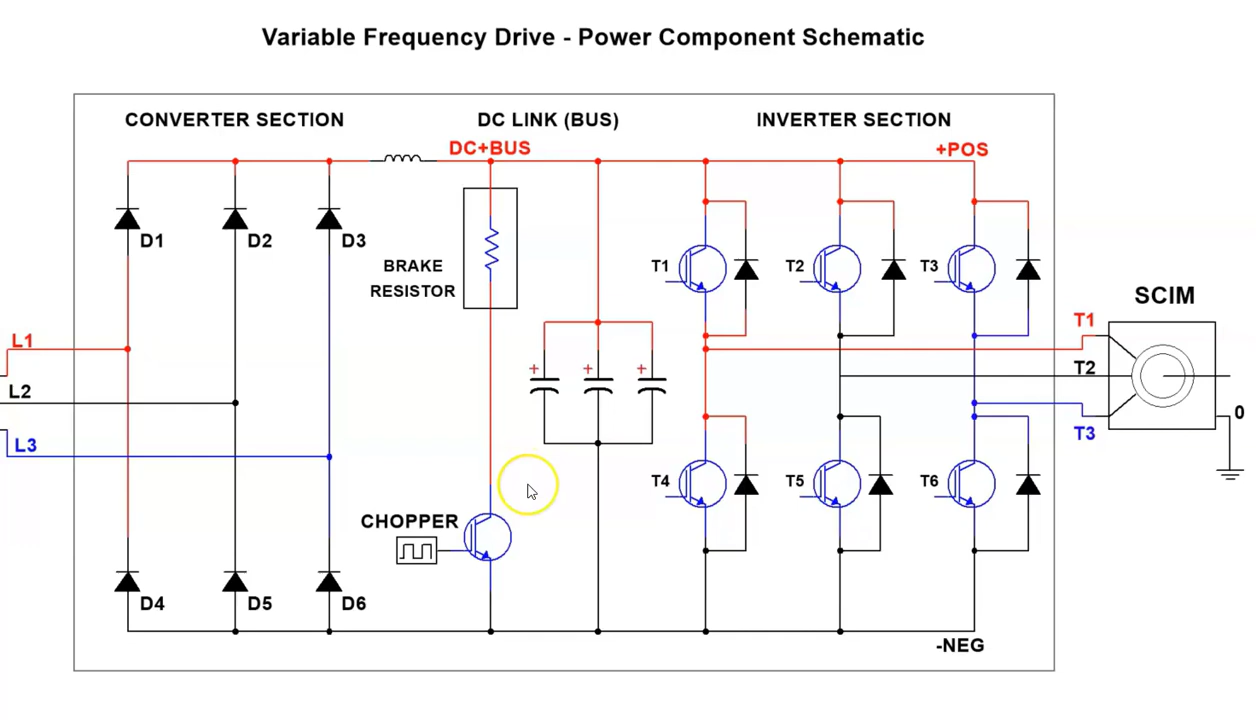 Variable Frequency Drive - Power Component Schematic
CONVERTER SECTION
DC LINK (BUS)
INVERTER SECTION
DC+BUS
+POS
D1
D2
D3
BRAKE
RESISTOR
T1
T2
T3
SCIM
L1
L2
L3
+
+
+
T1
T2
T3
0
T4
T5
T6
CHOPPER
D4
D5
D6
-NEG